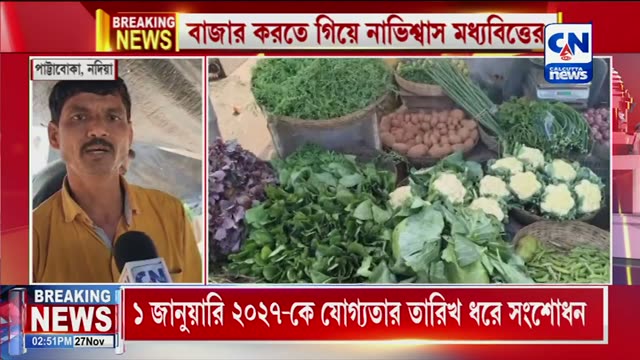 BREAKING NEWS বাজার করতে গিয়ে নাভিশ্বাস মধ্যবিত্তের
CN
CALCUTTA news
পাট্টাবোকা, নদিয়া
CN
BREAKING NEWS
১ জানুয়ারি ২০২৭-কে যোগ্যতার তারিখ ধরে সংশোধন
02:51PM 27Nov